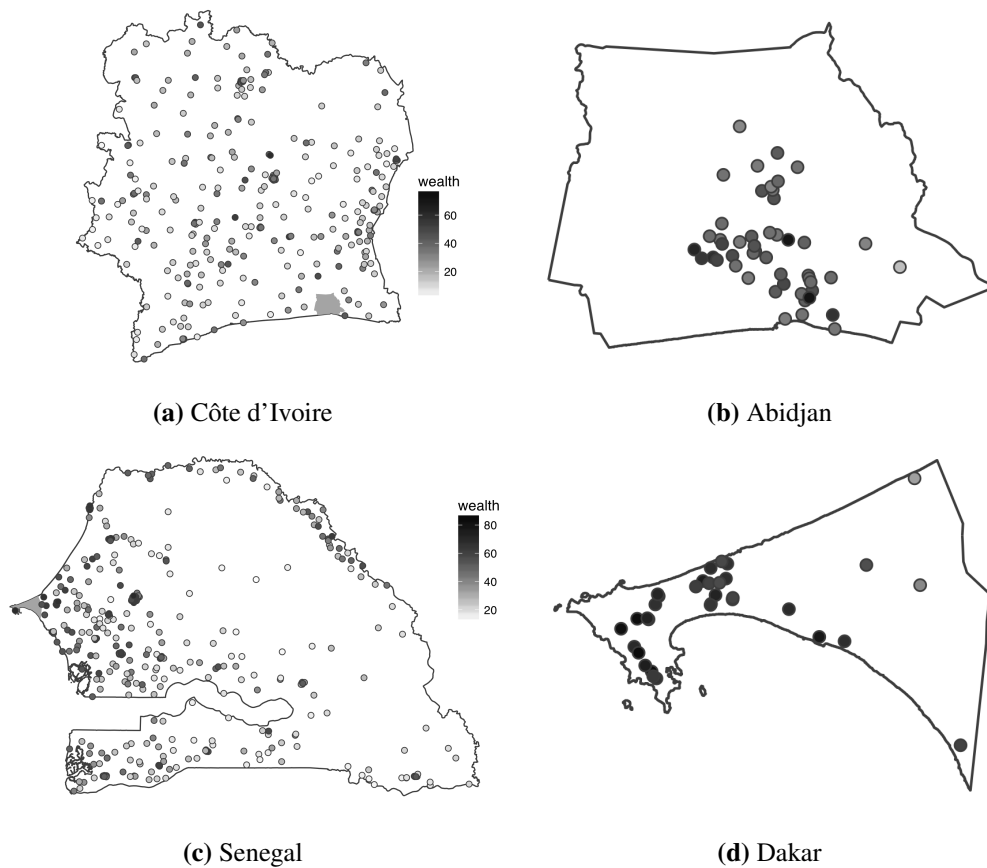 wealth
60
40
20
(a) Côte d'Ivoire
(b) Abidjan
wealth
80
60
40
20
(c) Senegal
(d) Dakar